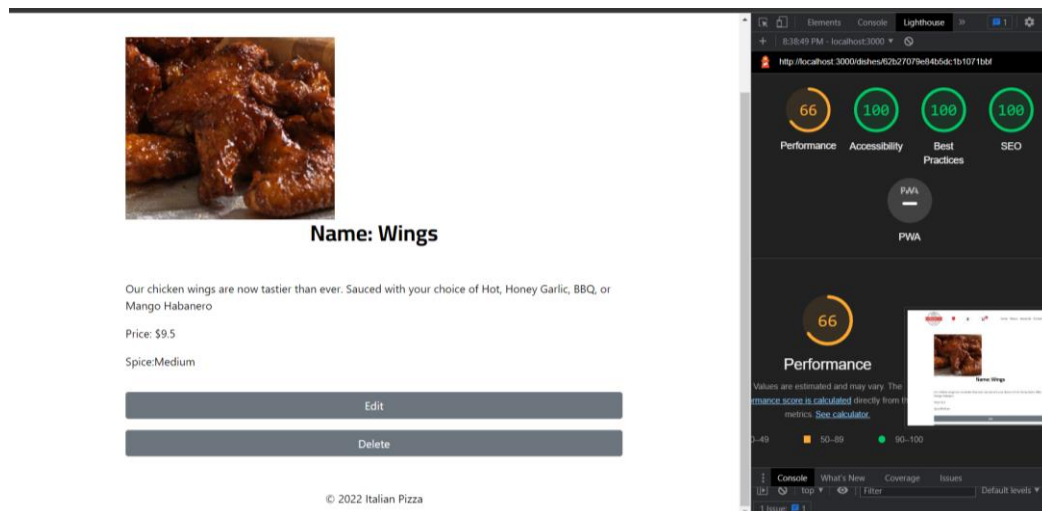 Name: Wings
Our chicken wings are now tastier than ever. Sauced with your choice of Hot, Honey Garlic, BBQ, or
Mango Habanero
Price: $9.5
Spice:Medium
Edit
Delete
© 2022 Italian Pizza
Elements Console Lighthouse »
1
+ 8:38:49 PM - localhost:3000 ▼
http://localhost:3000/dishes/62b27079e84b5dc1b1071bbf
66 100 100 100
Performance Accessibility Best Practices SEO
PWA
PWA
66
Performance
Values are estimated and may vary. The
rmance score is calculated directly from th
metrics. See calculator.
0–49 50–89 90–100
Name: Wings
Console What's New Coverage Issues
top ▼ Filter Default levels ▼
1 Issue: 1